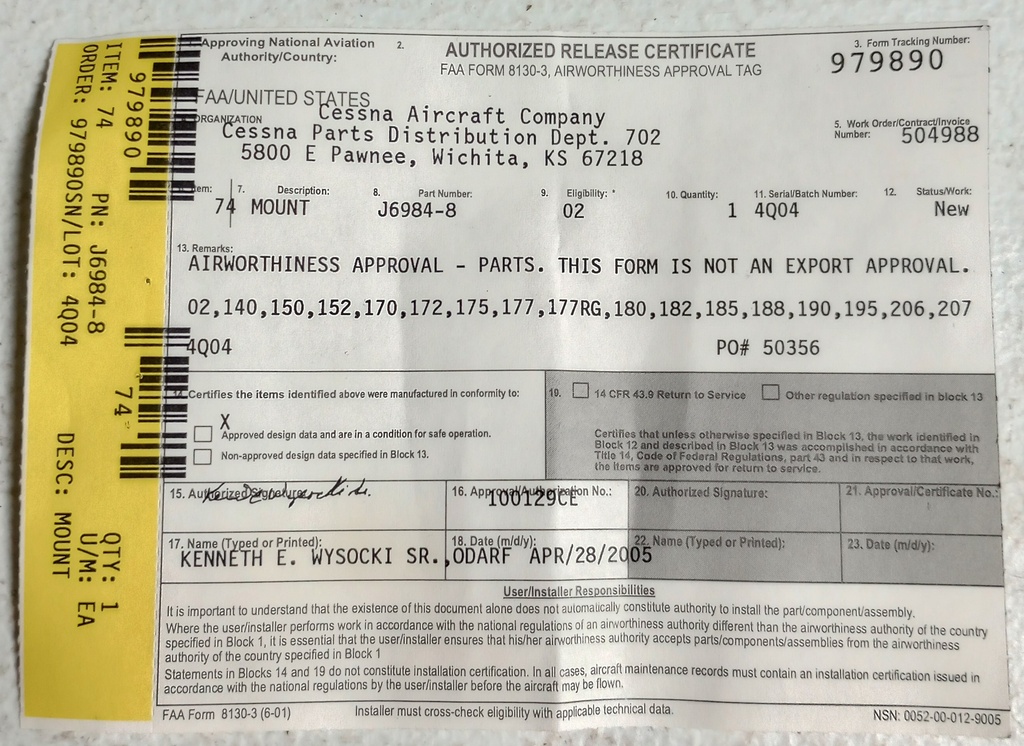 ITEM: 74 PN: J6984-8 QTY: 1
ORDER: 979890SN/LOT: 4Q04 DESC: MOUNT U/M: EA
979890
74
Approving National Aviation
Authority/Country:
2.
AUTHORIZED RELEASE CERTIFICATE
FAA FORM 8130-3, AIRWORTHINESS APPROVAL TAG
3. Form Tracking Number:
979890
FAA/UNITED STATES
ORGANIZATION
Cessna Aircraft Company
Cessna Parts Distribution Dept. 702
5800 E Pawnee, Wichita, KS 67218
5. Work Order/Contract/Invoice
Number: 504988
Item: 7. Description: 8. Part Number: 9. Eligibility: * 10. Quantity: 11. Serial/Batch Number: 12. Status/Work:
74 MOUNT J6984-8 02 1 4Q04 New
13. Remarks:
AIRWORTHINESS APPROVAL - PARTS. THIS FORM IS NOT AN EXPORT APPROVAL.
02,140,150,152,170,172,175,177,177RG,180,182,185,188,190,195,206,207
4Q04 PO# 50356
14. Certifies the items identified above were manufactured in conformity to:
X
Approved design data and are in a condition for safe operation.
Non-approved design data specified in Block 13.
19. 14 CFR 43.9 Return to Service Other regulation specified in block 13
Certifies that unless otherwise specified in Block 13, the work identified in
Block 12 and described in Block 13 was accomplished in accordance with
Title 14, Code of Federal Regulations, part 43 and in respect to that work,
the items are approved for return to service.
15. Authorized Signature:
16. Approval/Authorization No.:
100129CE
20. Authorized Signature:
21. Approval/Certificate No.:
17. Name (Typed or Printed):
KENNETH E. WYSOCKI SR.,ODARF
18. Date (m/d/y):
APR/28/2005
22. Name (Typed or Printed):
23. Date (m/d/y):
User/Installer Responsibilities
It is important to understand that the existence of this document alone does not automatically constitute authority to install the part/component/assembly.
Where the user/installer performs work in accordance with the national regulations of an airworthiness authority different than the airworthiness authority of the country
specified in Block 1, it is essential that the user/installer ensures that his/her airworthiness authority accepts parts/components/assemblies from the airworthiness
authority of the country specified in Block 1
Statements in Blocks 14 and 19 do not constitute installation certification. In all cases, aircraft maintenance records must contain an installation certification issued in
accordance with the national regulations by the user/installer before the aircraft may be flown.
FAA Form 8130-3 (6-01) Installer must cross-check eligibility with applicable technical data. NSN: 0052-00-012-9005